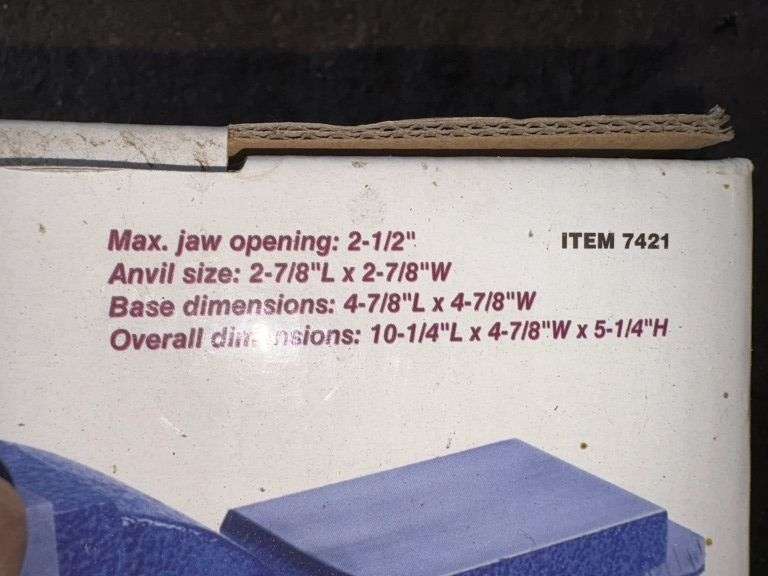 Max. jaw opening: 2-1/2"
ITEM 7421
Anvil size: 2-7/8"L x 2-7/8"W
Base dimensions: 4-7/8"L x 4-7/8"W
Overall dimensions: 10-1/4"L x 4-7/8"W x 5-1/4"H